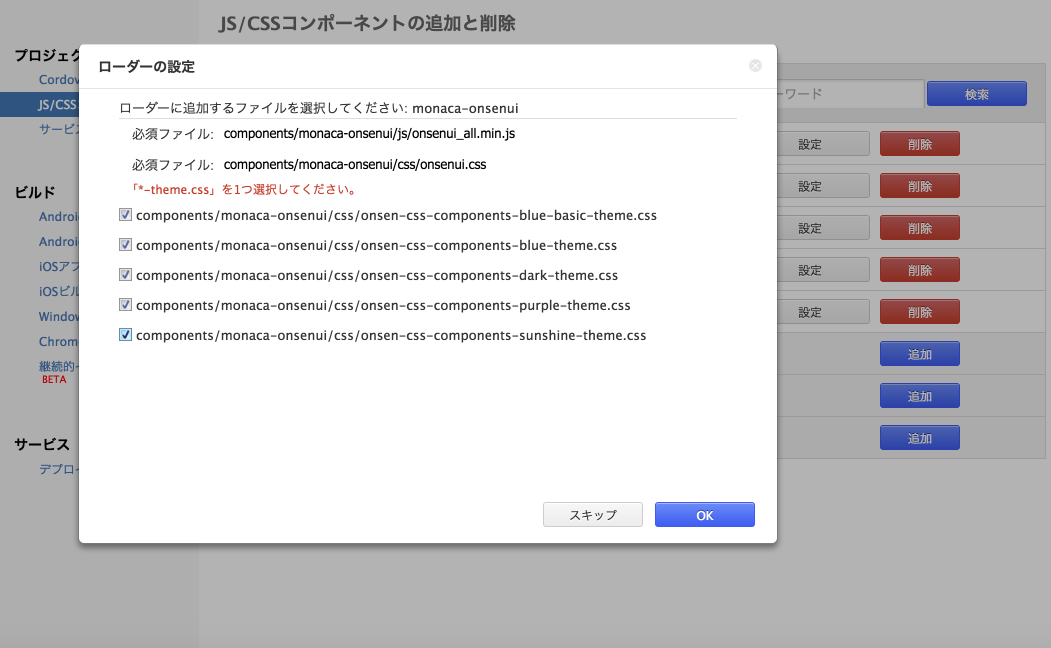 JS/CSSコンポーネントの追加と削除
プロジェク
Cordov
JS/CSS
サービ
ビルド
Androi
Androi
iOSアプ
iOSビル
Window
Chrom
継続的
BETA
サービス
デプロイ
ローダーの設定
ローダーに追加するファイルを選択してください: monaca-onsenui
必須ファイル: components/monaca-onsenui/js/onsenui_all.min.js
必須ファイル: components/monaca-onsenui/css/onsenui.css
「*-theme.css」を1つ選択してください。
components/monaca-onsenui/css/onsen-css-components-blue-basic-theme.css
components/monaca-onsenui/css/onsen-css-components-blue-theme.css
components/monaca-onsenui/css/onsen-css-components-dark-theme.css
components/monaca-onsenui/css/onsen-css-components-purple-theme.css
components/monaca-onsenui/css/onsen-css-components-sunshine-theme.css
スキップ OK
ーワード 検索
設定 削除
設定 削除
設定 削除
設定 削除
設定 削除
追加
追加
追加